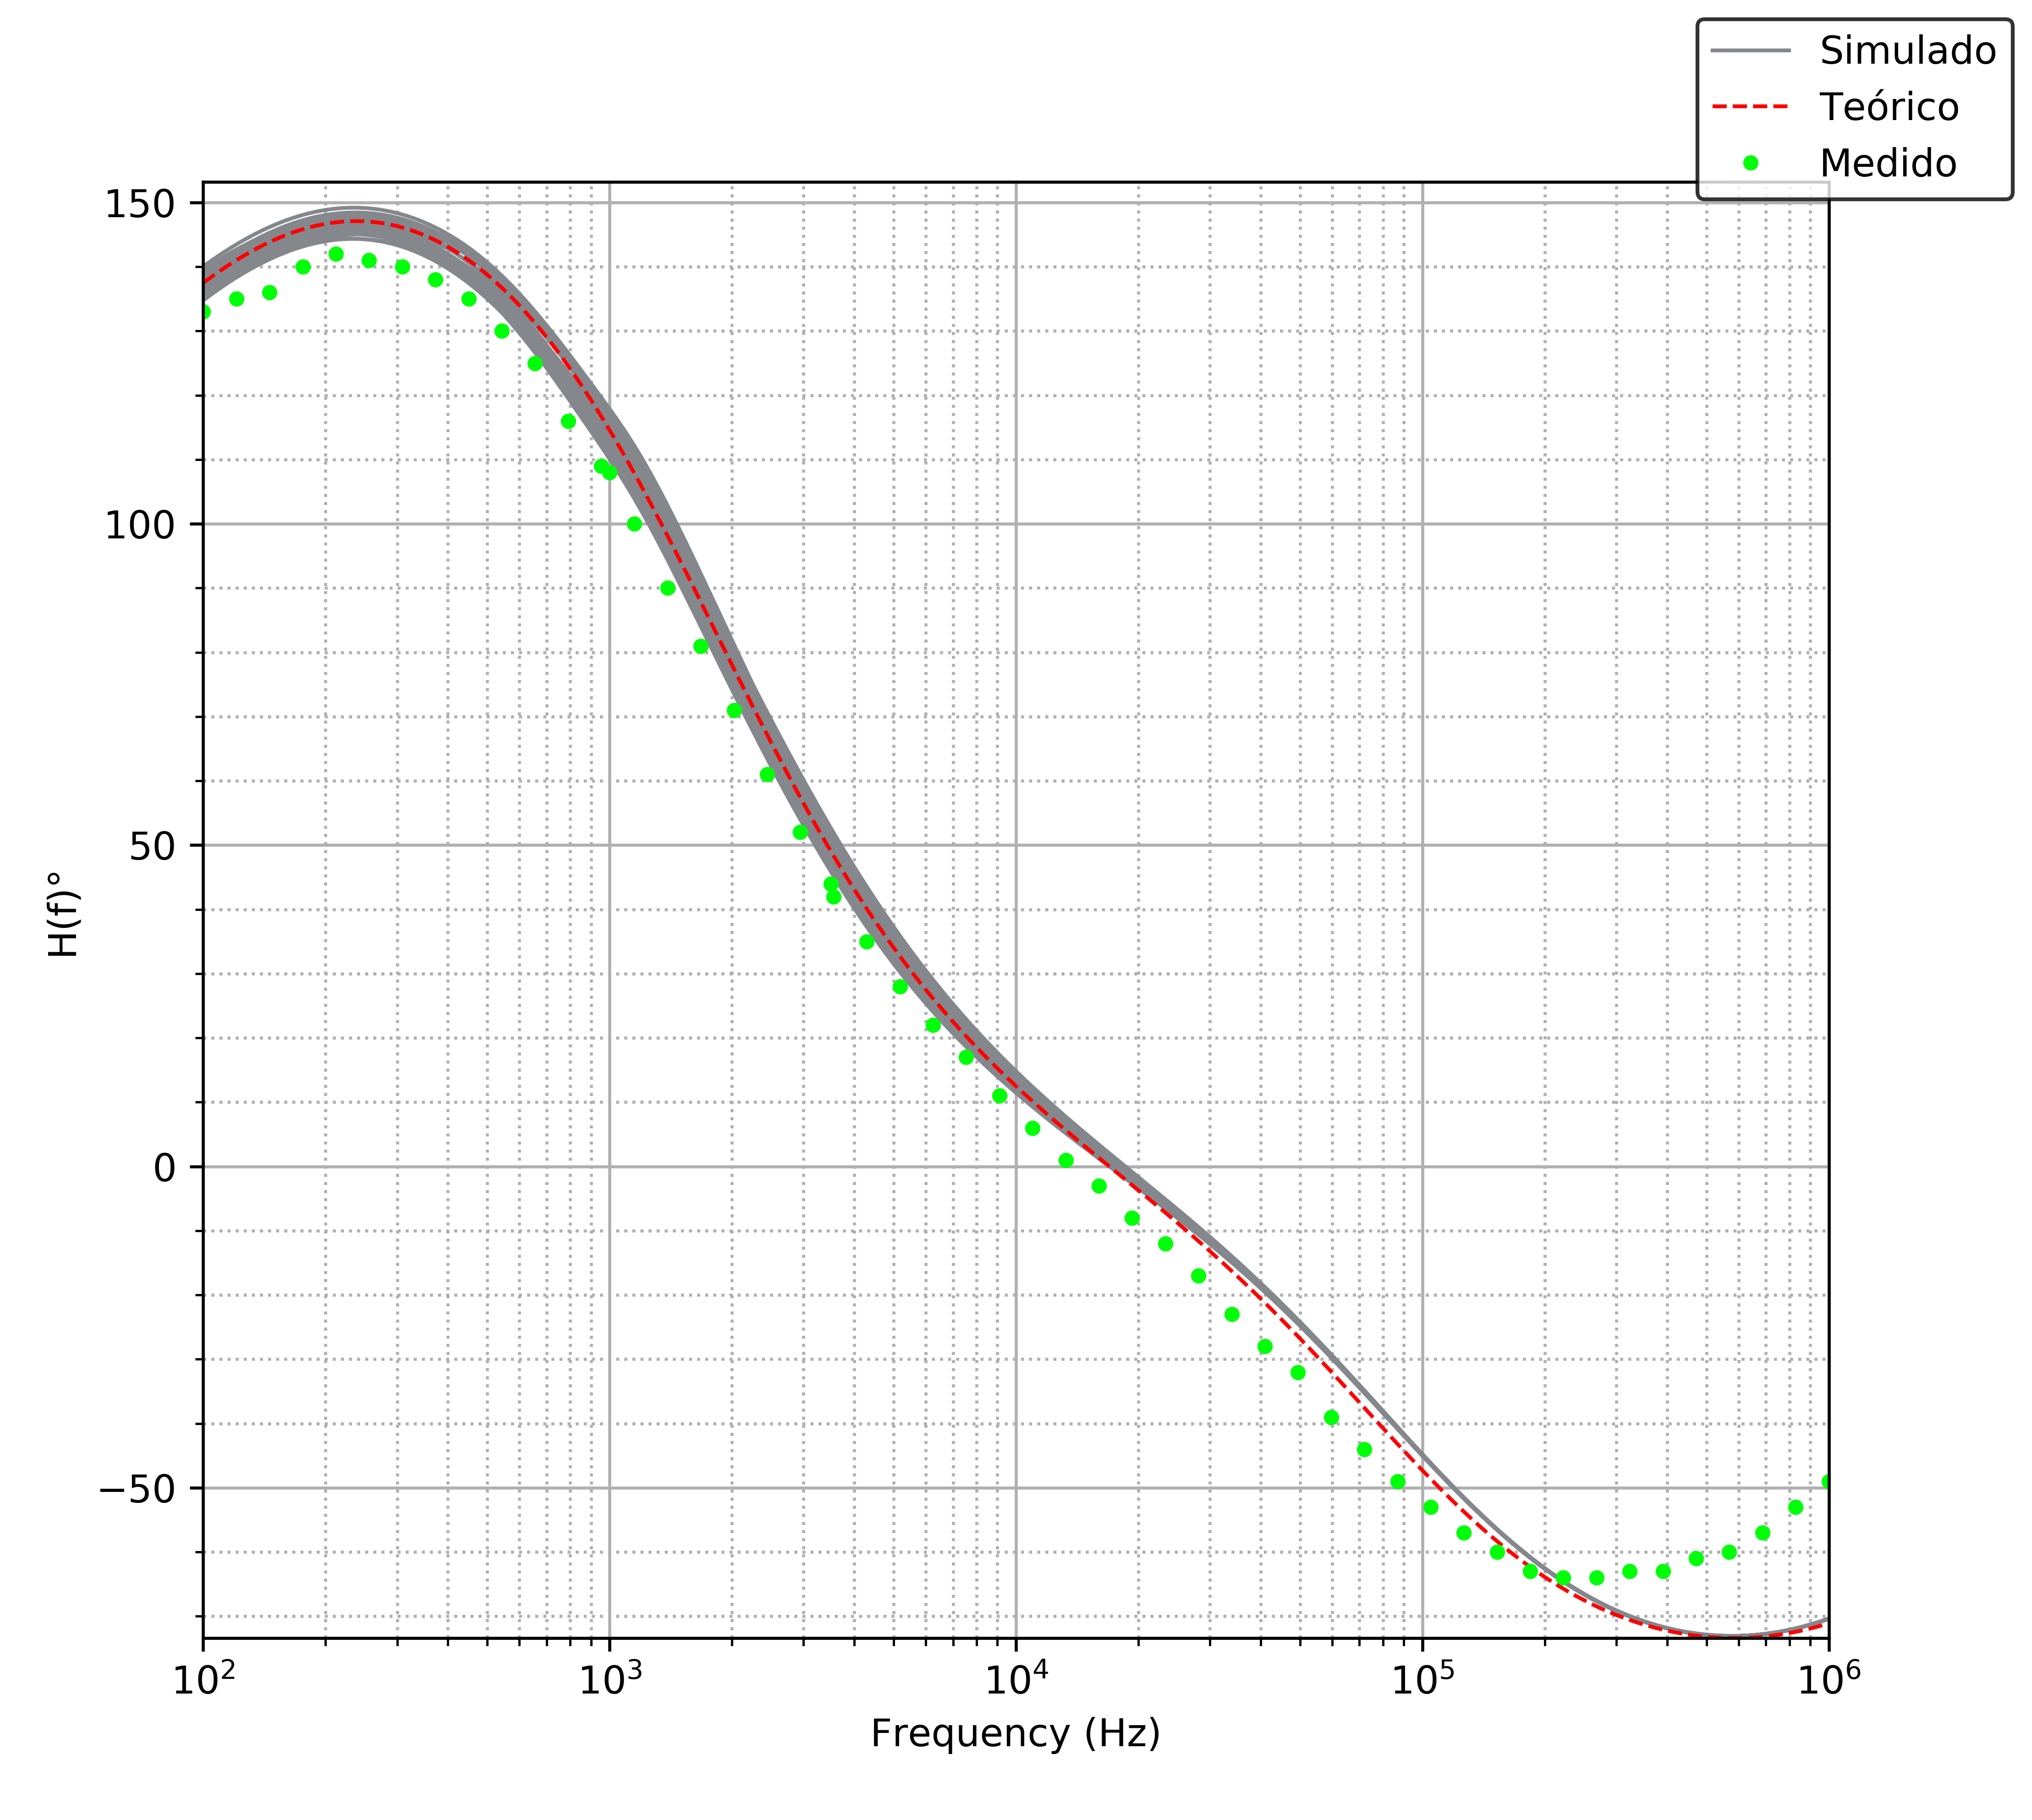 Simulado
Teórico
Medido
150
100
50
0
−50
H(f)°
10²
10³
10⁴
10⁵
10⁶
Frequency (Hz)